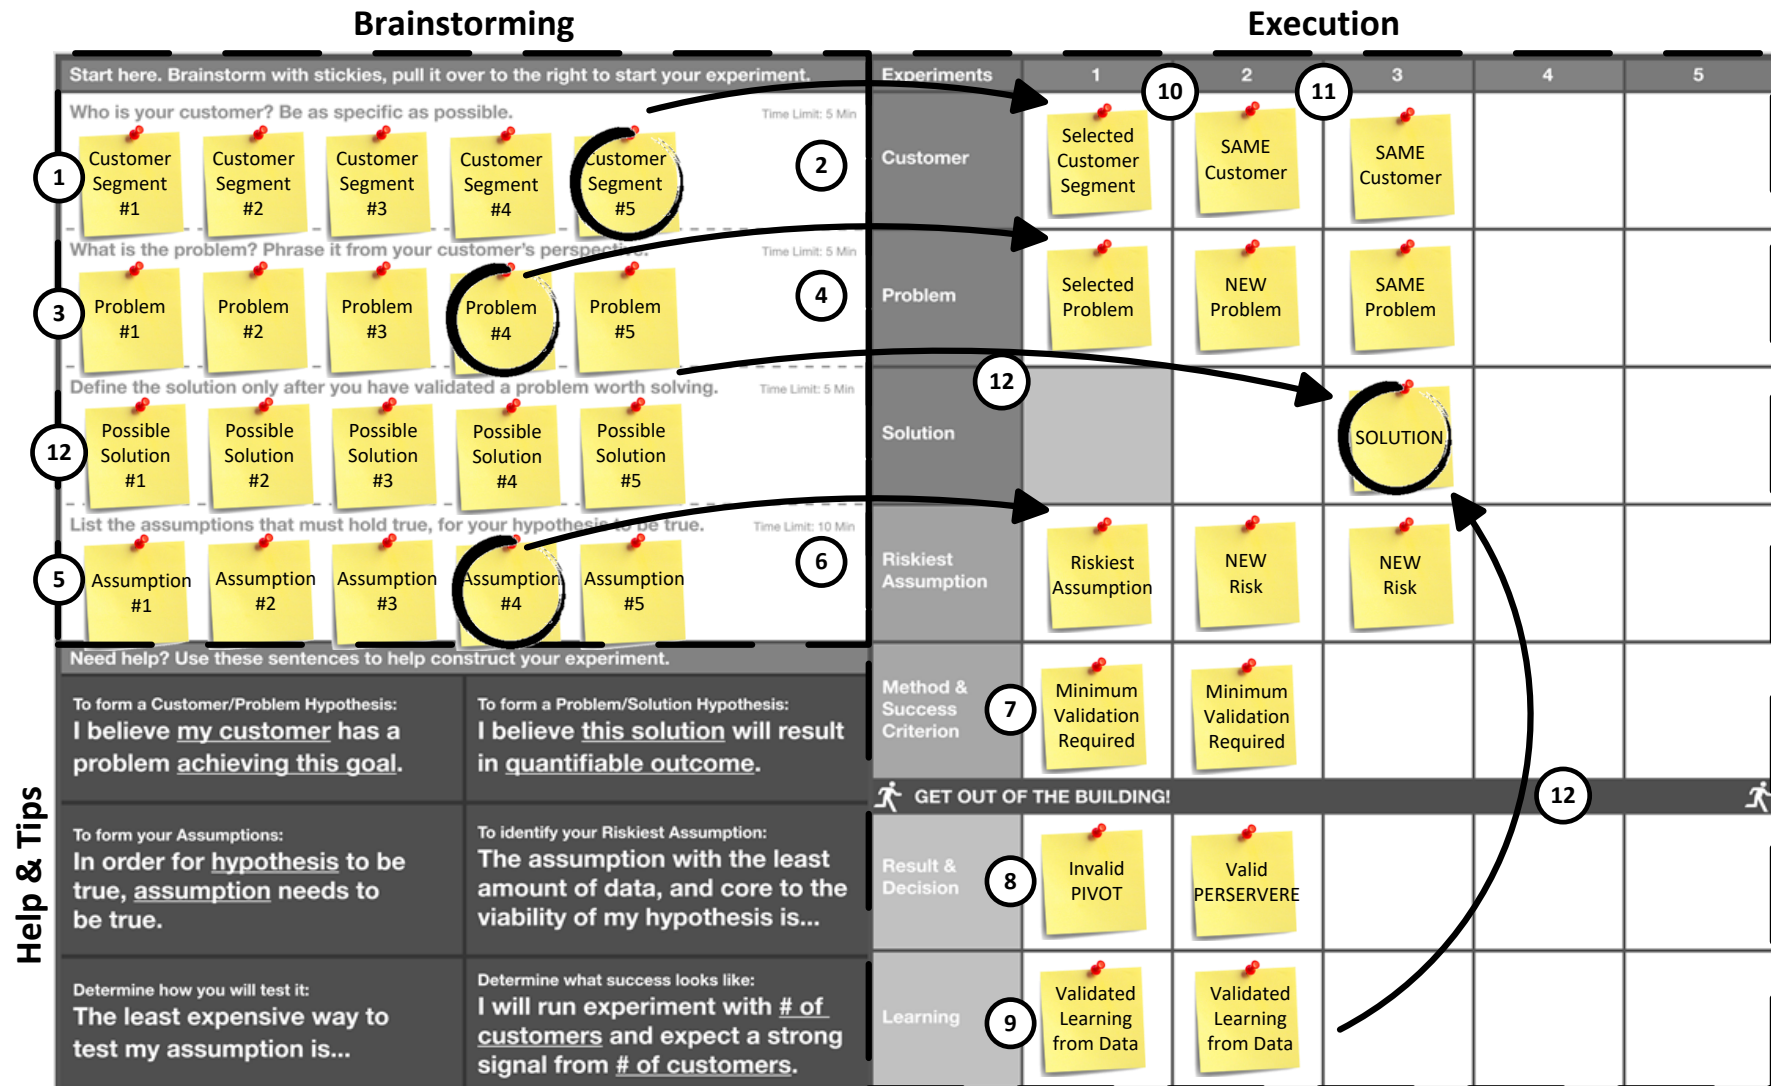 Brainstorming
Execution
Start here. Brainstorm with stickies, pull it over to the right to start your experiment.
Experiments
1
2
3
4
5
10
11
Who is your customer? Be as specific as possible.
Time Limit: 5 Min
1
Customer
Segment
#1
Customer
Segment
#2
Customer
Segment
#3
Customer
Segment
#4
Customer
Segment
#5
2
Customer
Selected
Customer
Segment
SAME
Customer
SAME
Customer
What is the problem? Phrase it from your customer's perspective.
Time Limit: 5 Min
3
Problem
#1
Problem
#2
Problem
#3
Problem
#4
Problem
#5
4
Problem
Selected
Problem
NEW
Problem
SAME
Problem
Define the solution only after you have validated a problem worth solving.
Time Limit: 5 Min
12
12
Possible
Solution
#1
Possible
Solution
#2
Possible
Solution
#3
Possible
Solution
#4
Possible
Solution
#5
Solution
SOLUTION
List the assumptions that must hold true, for your hypothesis to be true.
Time Limit: 10 Min
5
Assumption
#1
Assumption
#2
Assumption
#3
Assumption
#4
Assumption
#5
6
Riskiest
Assumption
Riskiest
Assumption
NEW
Risk
NEW
Risk
Need help? Use these sentences to help construct your experiment.
Help & Tips
To form a Customer/Problem Hypothesis:
I believe my customer has a
problem achieving this goal.
To form a Problem/Solution Hypothesis:
I believe this solution will result
in quantifiable outcome.
Method &
Success
Criterion
7
Minimum
Validation
Required
Minimum
Validation
Required
GET OUT OF THE BUILDING!
12
To form your Assumptions:
In order for hypothesis to be
true, assumption needs to
be true.
To identify your Riskiest Assumption:
The assumption with the least
amount of data, and core to the
viability of my hypothesis is...
Result &
Decision
8
Invalid
PIVOT
Valid
PERSERVERE
Determine how you will test it:
The least expensive way to
test my assumption is...
Determine what success looks like:
I will run experiment with # of
customers and expect a strong
signal from # of customers.
Learning
9
Validated
Learning
from Data
Validated
Learning
from Data